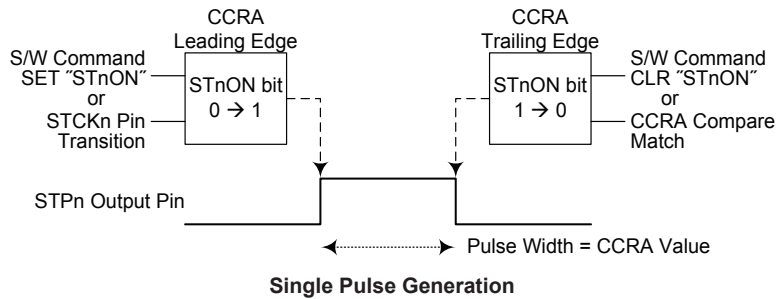 CCRA
Leading Edge
S/W Command
SET ˝STnON˝
or
STCKn Pin
Transition
STnON bit
0 → 1
CCRA
Trailing Edge
STnON bit
1 → 0
S/W Command
CLR ˝STnON˝
or
CCRA Compare
Match
STPn Output Pin
Pulse Width = CCRA Value
Single Pulse Generation